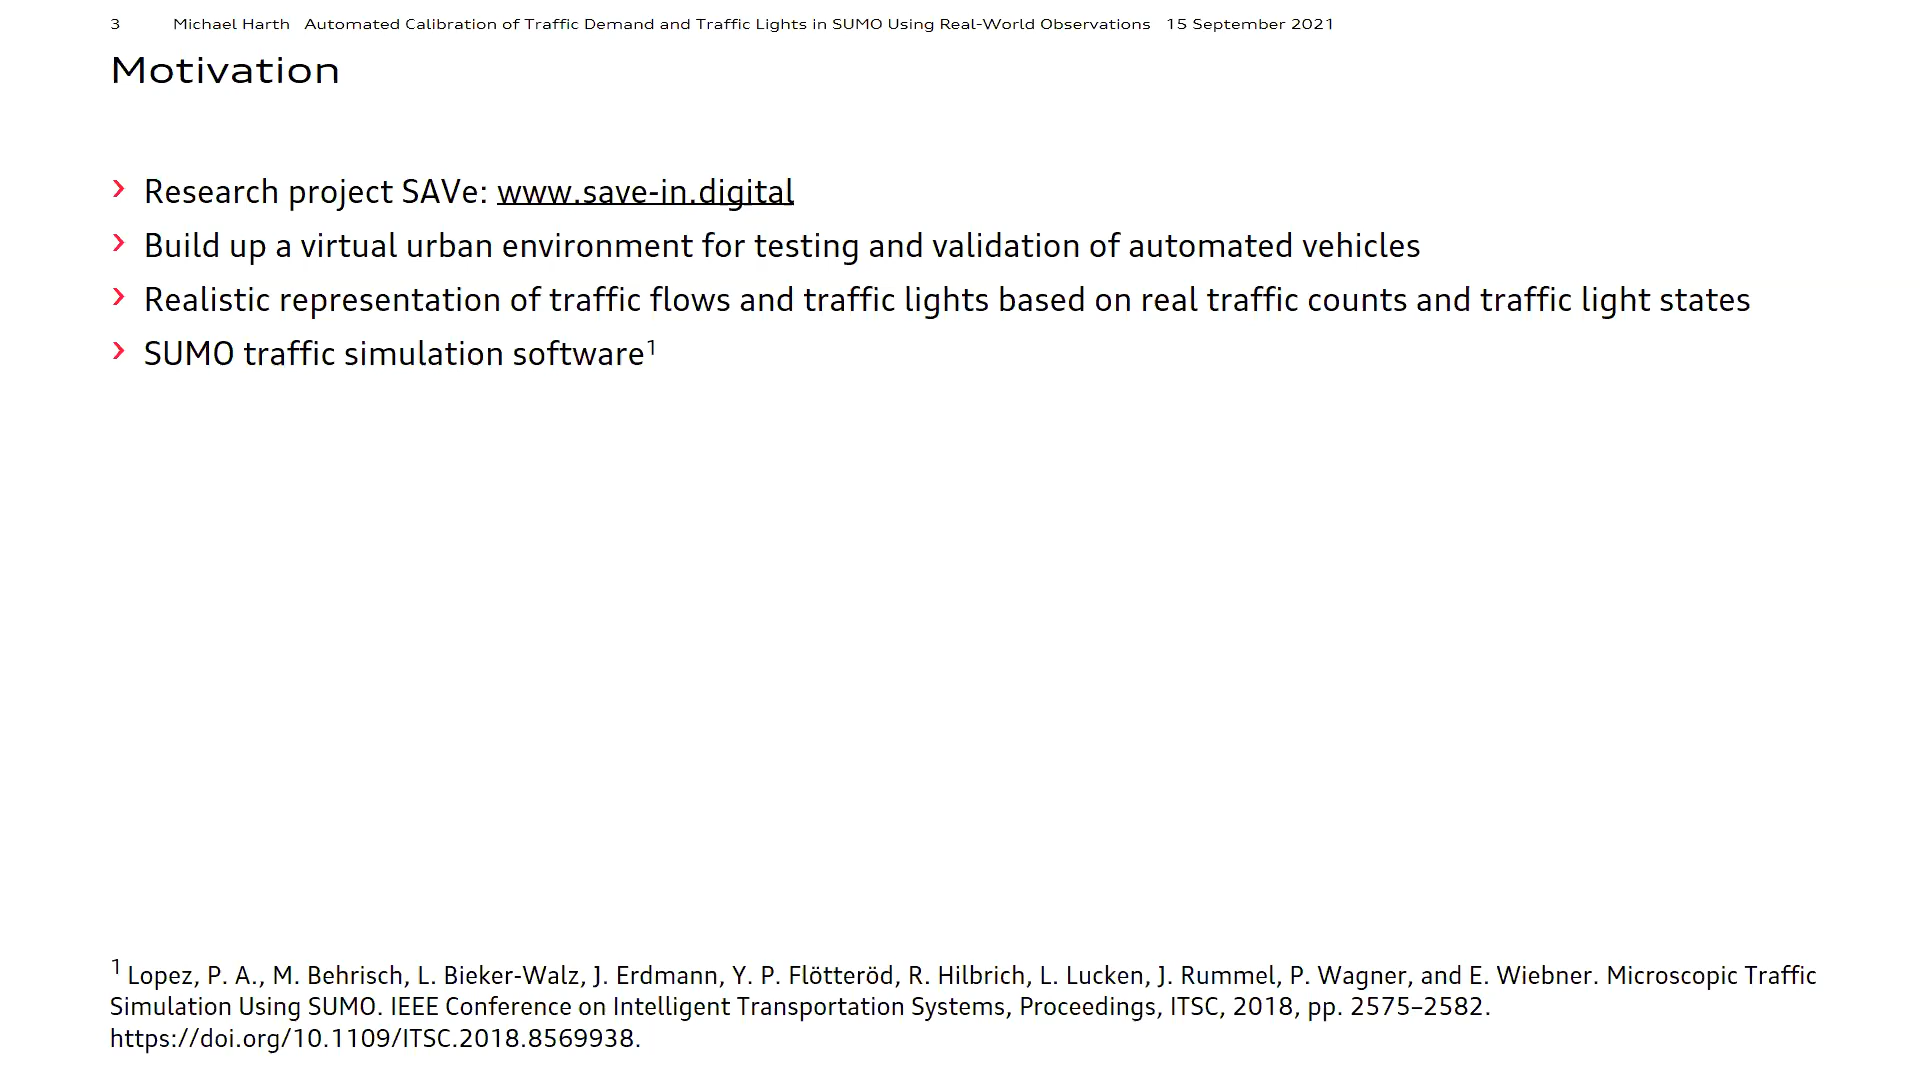 3 Michael Harth Automated Calibration of Traffic Demand and Traffic Lights in SUMO Using Real-World Observations 15 September 2021
Motivation
› Research project SAVe: www.save-in.digital
› Build up a virtual urban environment for testing and validation of automated vehicles
› Realistic representation of traffic flows and traffic lights based on real traffic counts and traffic light states
› SUMO traffic simulation software¹
¹ Lopez, P. A., M. Behrisch, L. Bieker-Walz, J. Erdmann, Y. P. Flötteröd, R. Hilbrich, L. Lucken, J. Rummel, P. Wagner, and E. Wiebner. Microscopic Traffic
Simulation Using SUMO. IEEE Conference on Intelligent Transportation Systems, Proceedings, ITSC, 2018, pp. 2575–2582.
https://doi.org/10.1109/ITSC.2018.8569938.